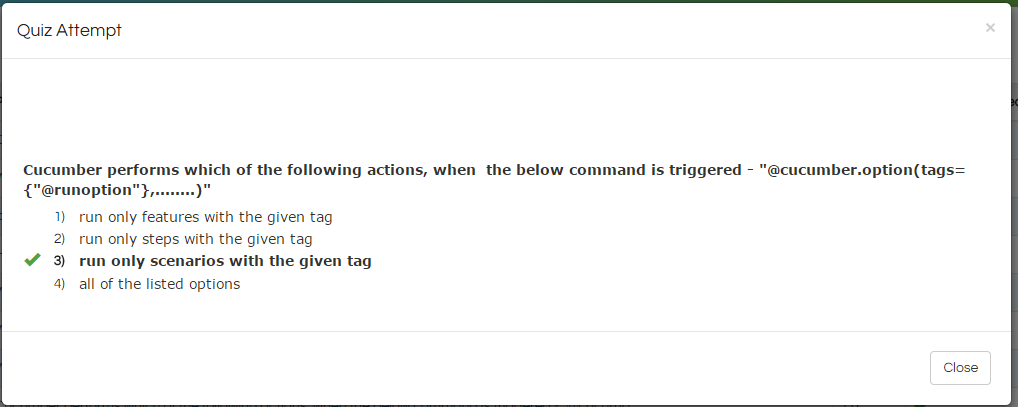 Quiz Attempt
×
Cucumber performs which of the following actions, when  the below command is triggered - "@cucumber.option(tags=
{"@runoption"},........)"
1) run only features with the given tag
2) run only steps with the given tag
3) run only scenarios with the given tag
4) all of the listed options
Close